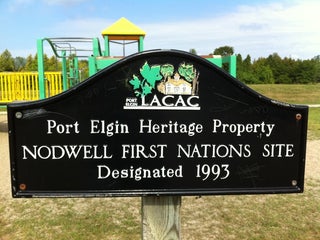 PORT
ELGIN
LACAC
Port Elgin Heritage Property
NODWELL FIRST NATIONS SITE
Designated 1993